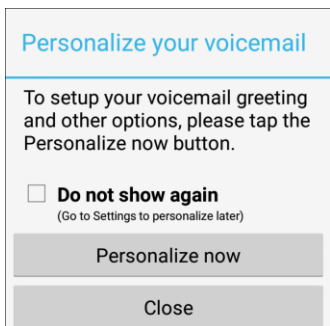 Personalize your voicemail
To setup your voicemail greeting
and other options, please tap the
Personalize now button.
Do not show again
(Go to Settings to personalize later)
Personalize now
Close